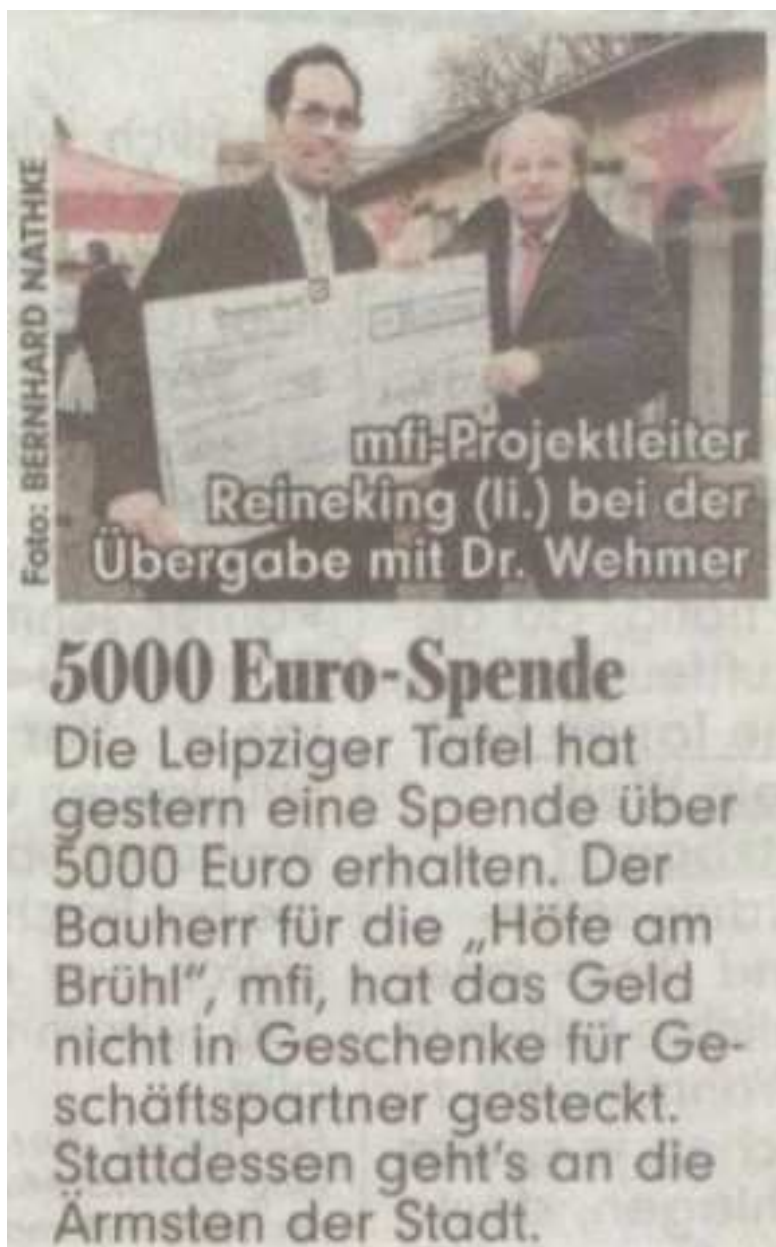 Foto: BERNHARD NATHKE
mfi-Projektleiter
Reineking (li.) bei der
Übergabe mit Dr. Wehmer
5000 Euro-Spende
Die Leipziger Tafel hat
gestern eine Spende über
5000 Euro erhalten. Der
Bauherr für die „Höfe am
Brühl“, mfi, hat das Geld
nicht in Geschenke für Ge-
schäftspartner gesteckt.
Stattdessen geht's an die
Ärmsten der Stadt.